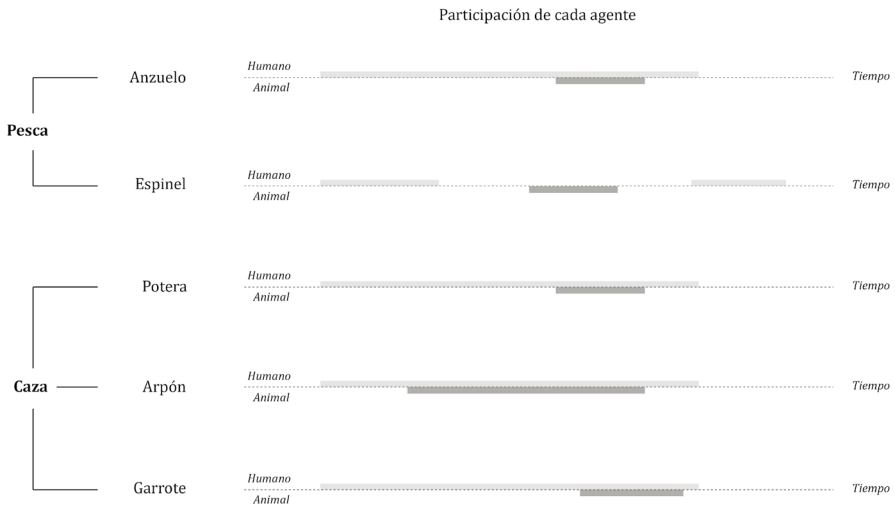 Participación de cada agente
Humano
Anzuelo
Tiempo
Animal
Pesca
Humano
Espinel
Tiempo
Animal
Humano
Potera
Tiempo
Animal
Humano
Caza
Arpón
Tiempo
Animal
Humano
Garrote
Tiempo
Animal